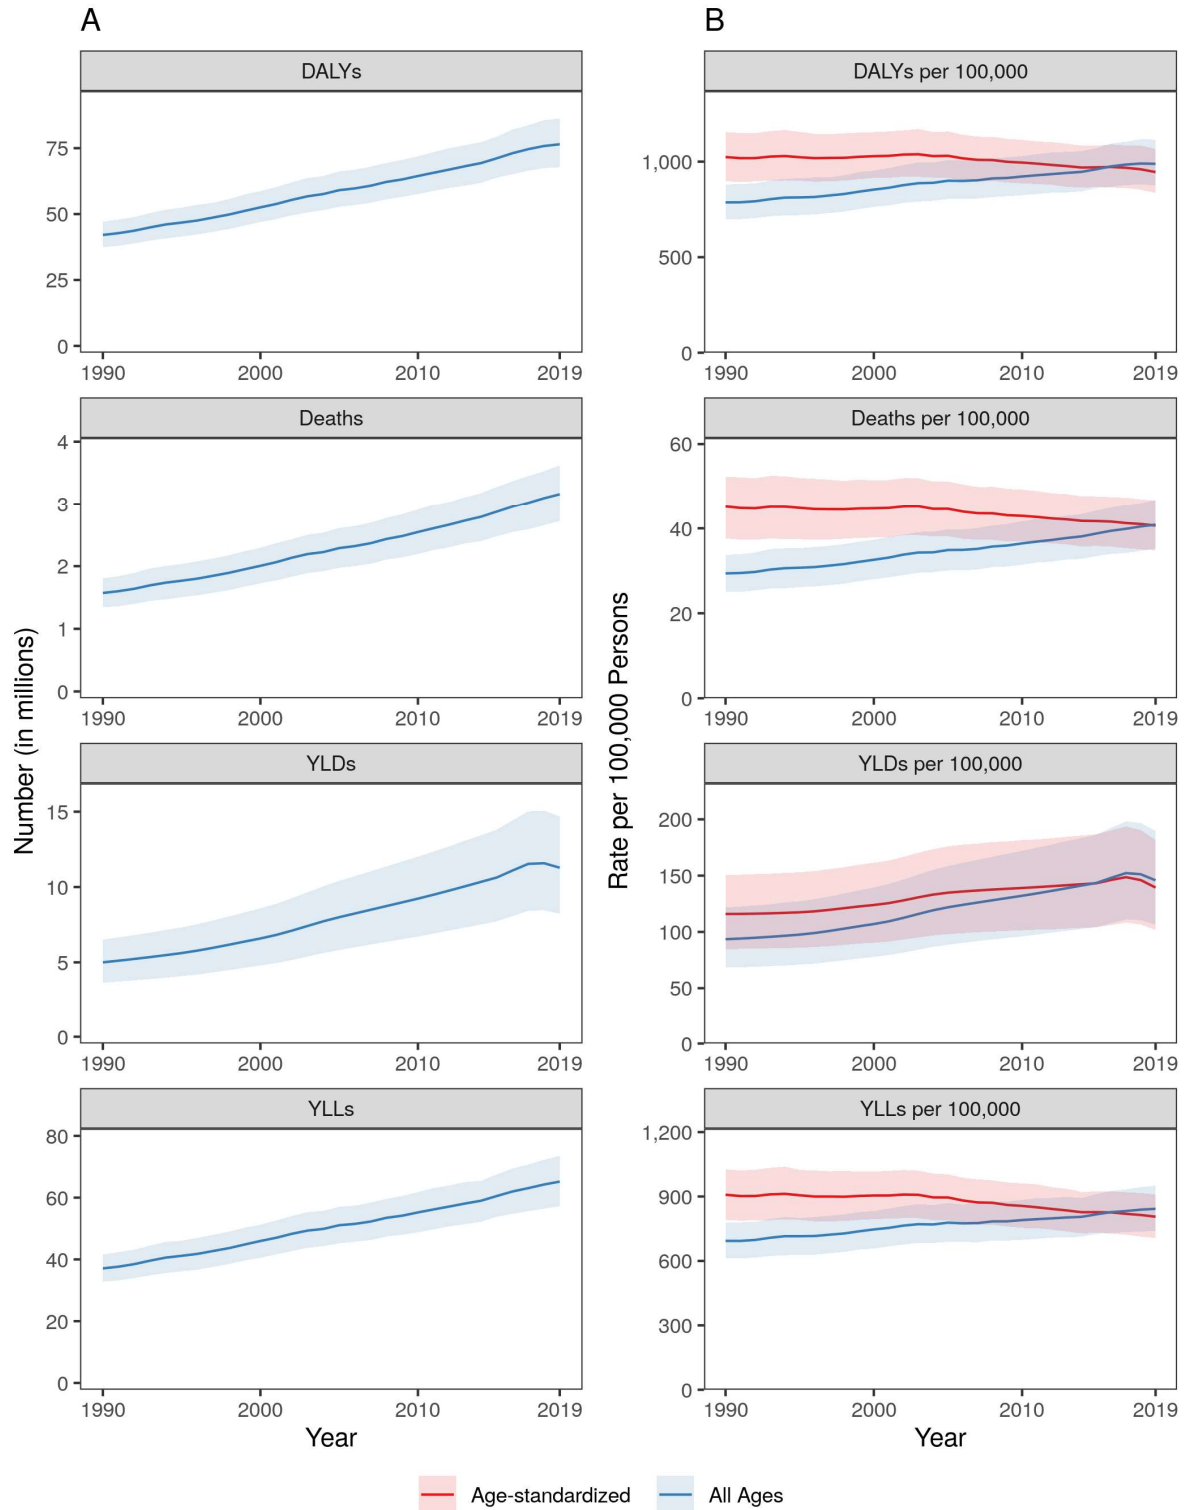 A
DALYs
75
50
25
0
1990 2000 2010 2019
Deaths
4
3
2
1
0
1990 2000 2010 2019
YLDs
15
10
5
0
1990 2000 2010 2019
YLLs
80
60
40
20
0
1990 2000 2010 2019
Year
Number (in millions)
B
DALYs per 100,000
1,000
500
0
1990 2000 2010 2019
Deaths per 100,000
60
40
20
0
1990 2000 2010 2019
YLDs per 100,000
200
150
100
50
0
1990 2000 2010 2019
YLLs per 100,000
1,200
900
600
300
0
1990 2000 2010 2019
Year
Rate per 100,000 Persons
Age-standardized All Ages